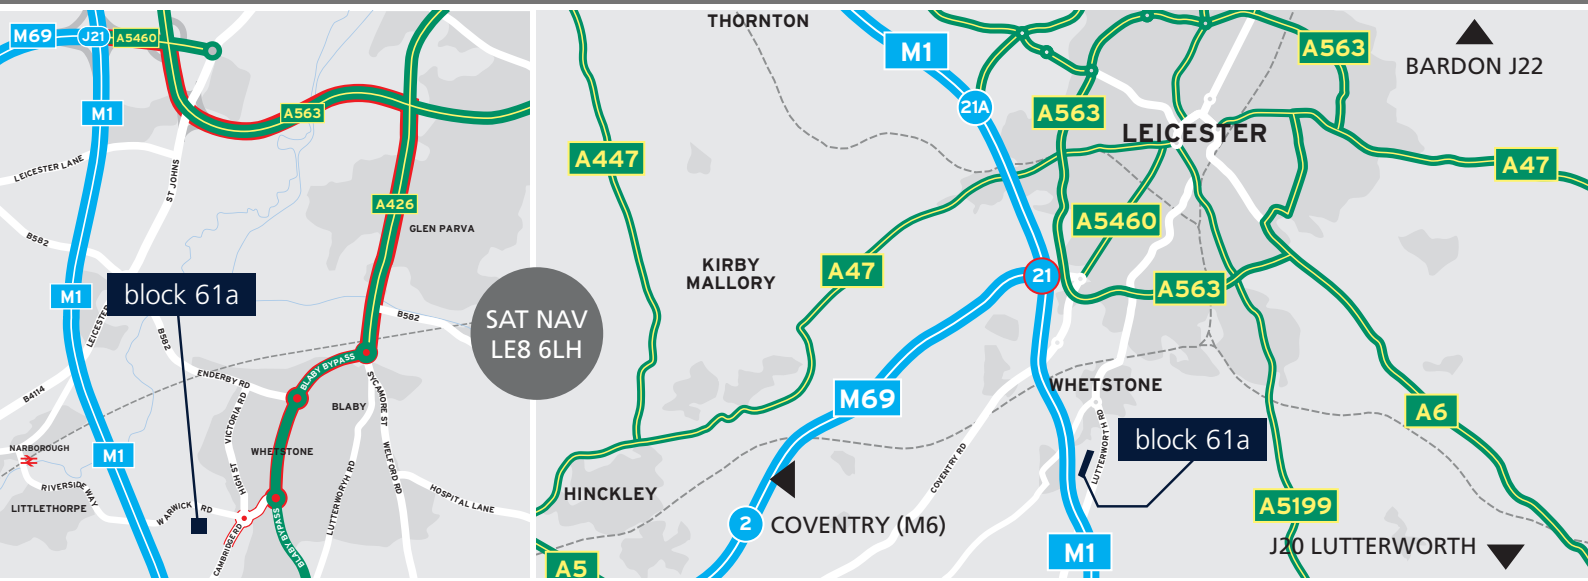 M69
J21
A5460
M1
A563
LEICESTER LANE
ST JOHNS
A426
GLEN PARVA
B582
M1
block 61a
LEICESTER
B582
B582
BLABY BYPASS
ENDERBY RD
SYCAMORE ST
B4114
VICTORIA RD
BLABY
NARBOROUGH
M1
WHETSTONE
HIGH ST
LUTTERWORYH RD
WELFORD RD
RIVERSIDE WAY
HOSPITAL LANE
LITTLETHORPE
WARWICK RD
CAMBRIDGE RD
BLABY BYPASS
SAT NAV
LE8 6LH
THORNTON
M1
A563
BARDON J22
21A
A563
LEICESTER
A447
A47
A5460
KIRBY
MALLORY
A47
21
A563
WHETSTONE
M69
A6
LUTTERWORTH RD
block 61a
COVENTRY RD
HINCKLEY
A5199
2
COVENTRY (M6)
M1
J20 LUTTERWORTH
A5